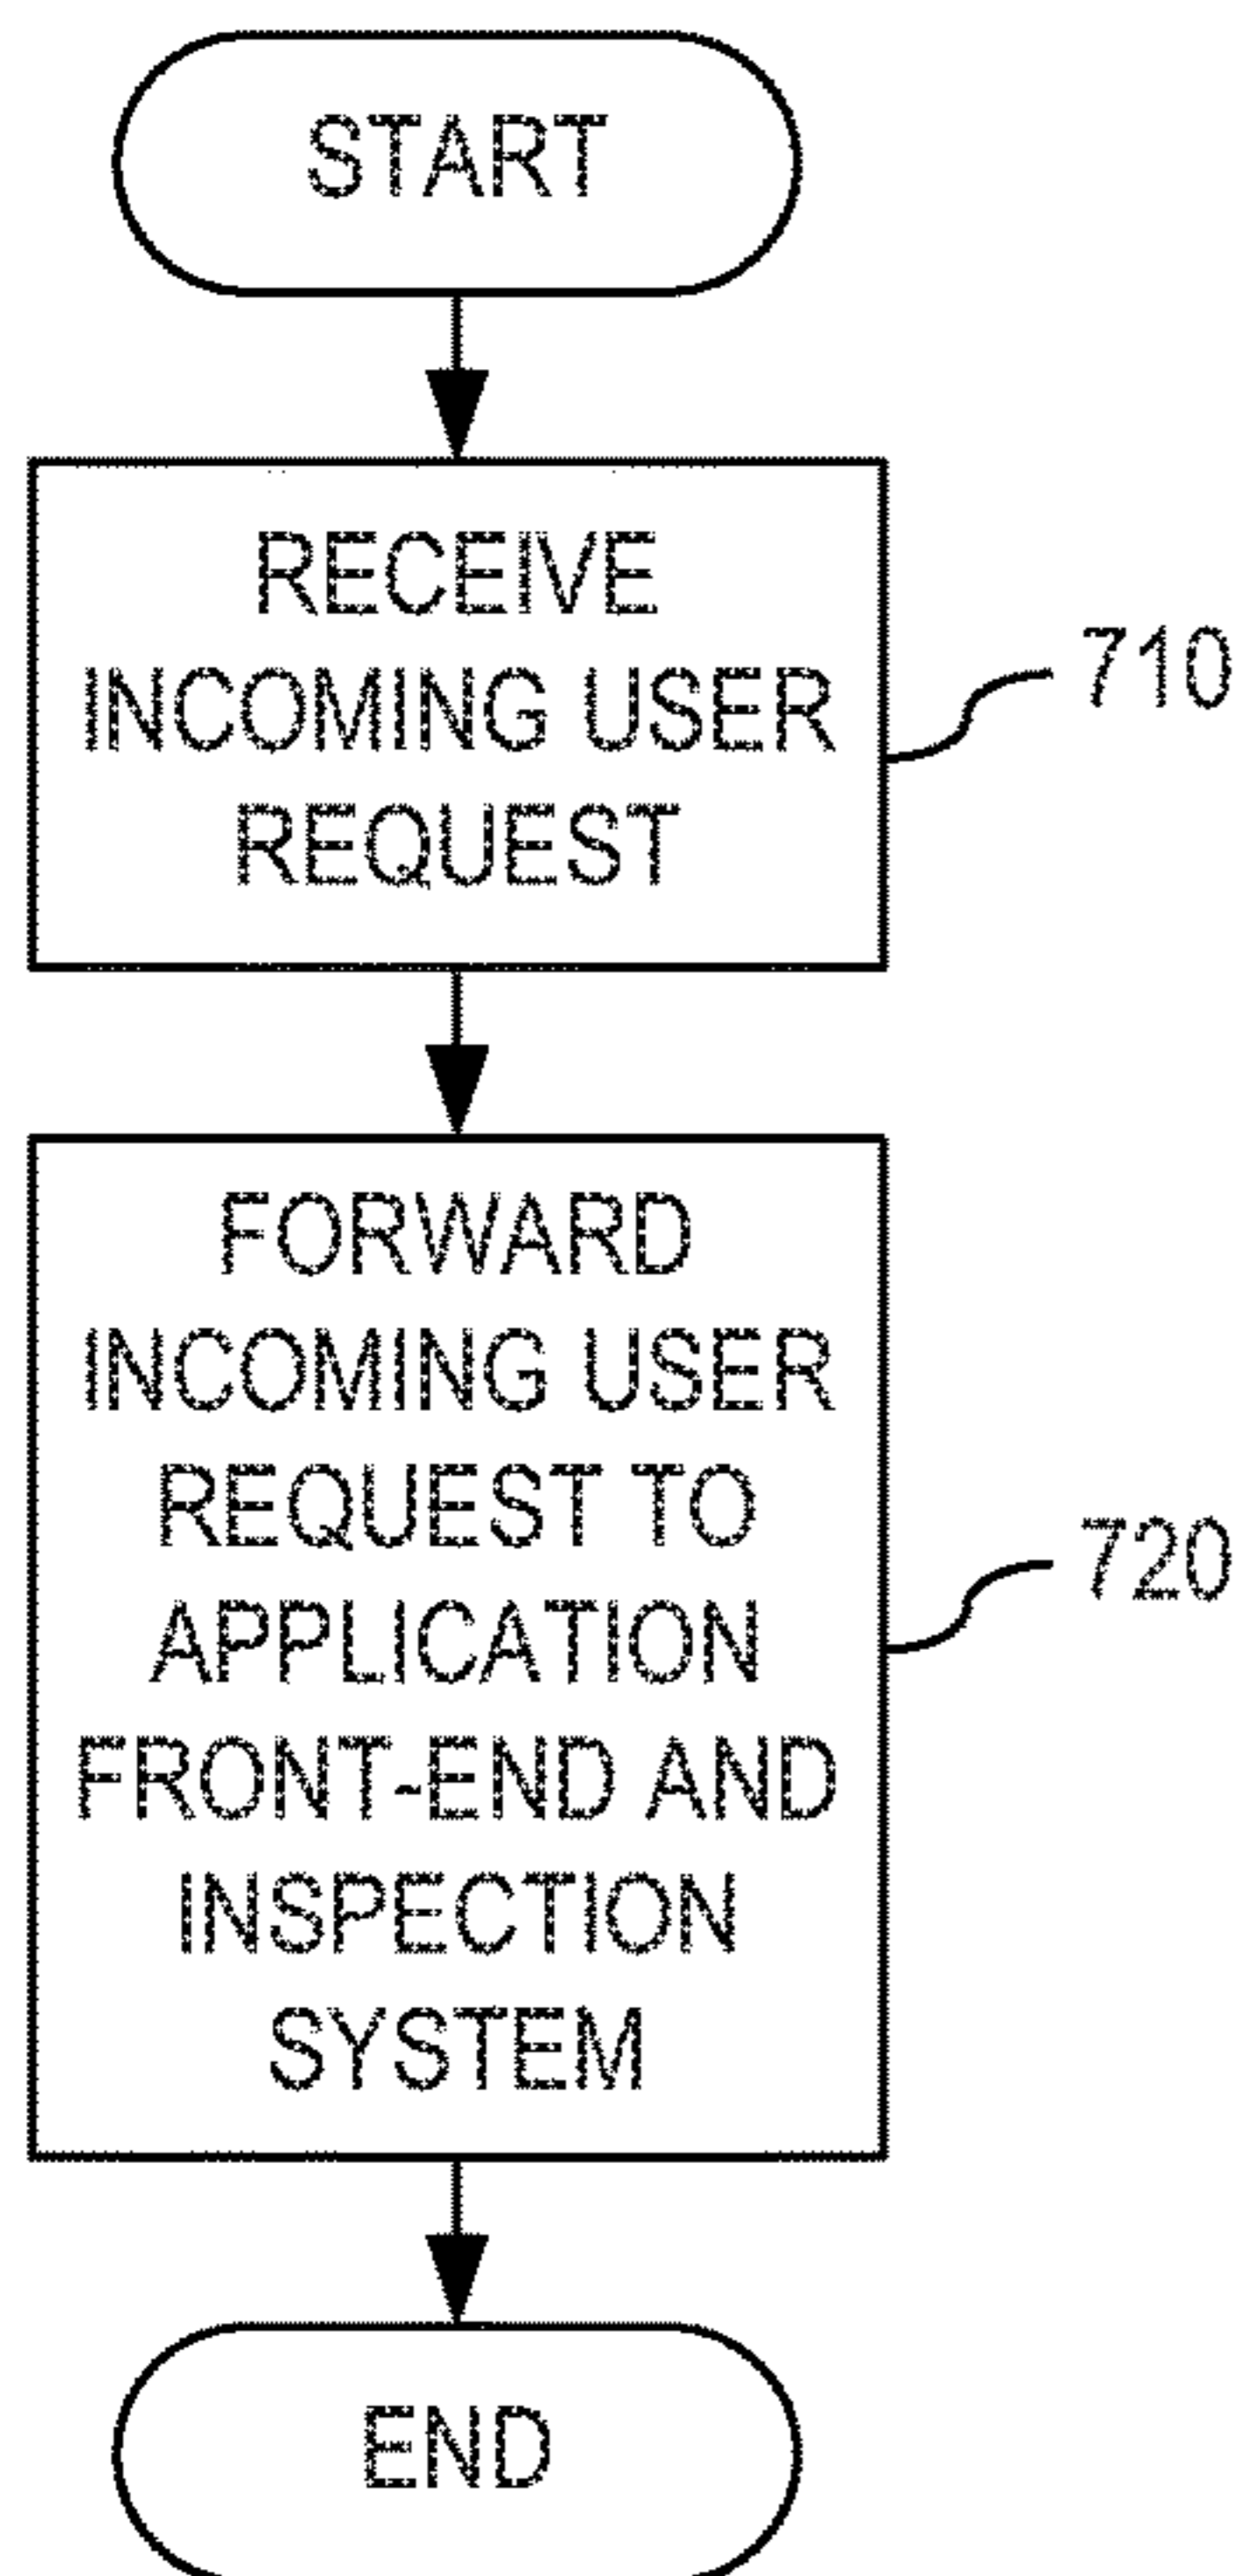 START
RECEIVE
INCOMING USER
REQUEST
710
FORWARD
INCOMING USER
REQUEST TO
APPLICATION
FRONT-END AND
INSPECTION
SYSTEM
720
END